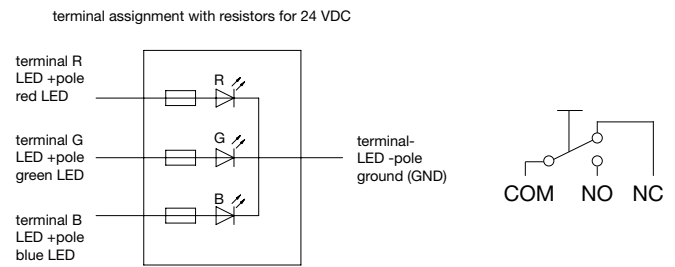 terminal assignment with resistors for 24 VDC
terminal R
LED +pole
red LED
R
terminal G
LED +pole
green LED
G
terminal-
LED -pole
ground (GND)
terminal B
LED +pole
blue LED
B
COM NO NC